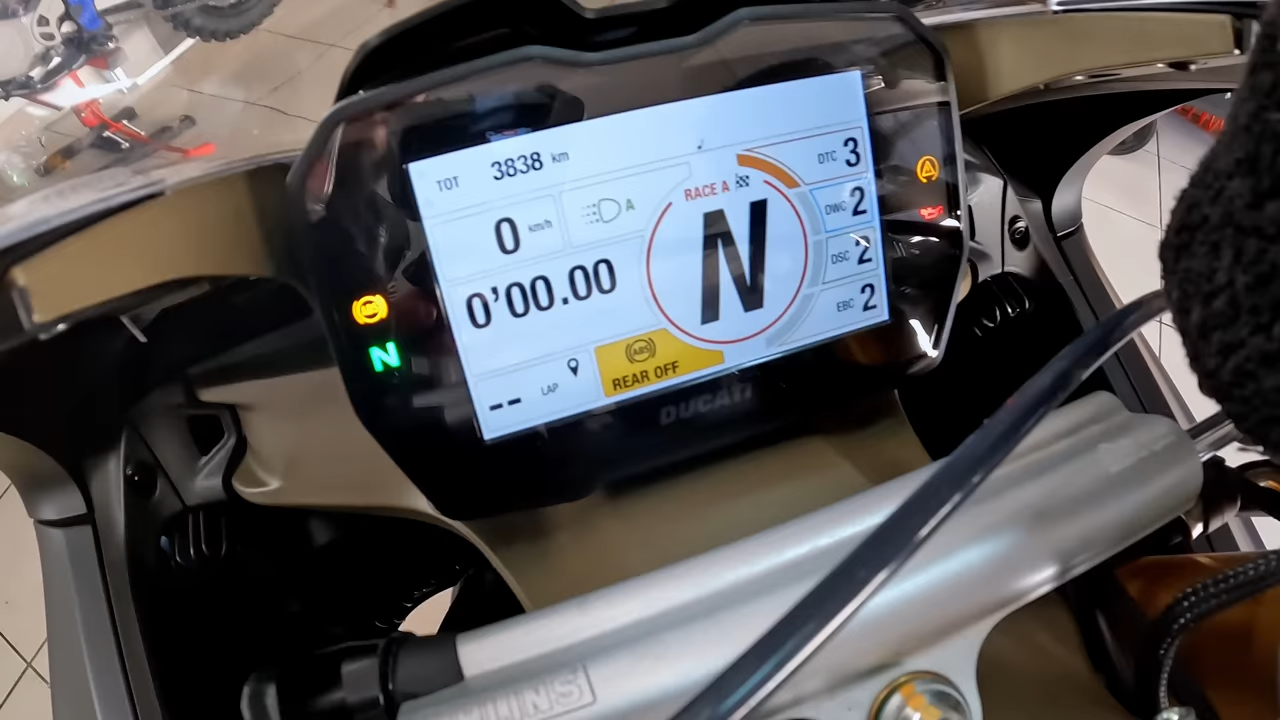 TOT 3838 km
0 km/h
A
0'00.00
-- LAP
ABS
REAR OFF
RACE A
N
DTC 3
DWC 2
DSC 2
EBC 2
ABS
N
DUCATI